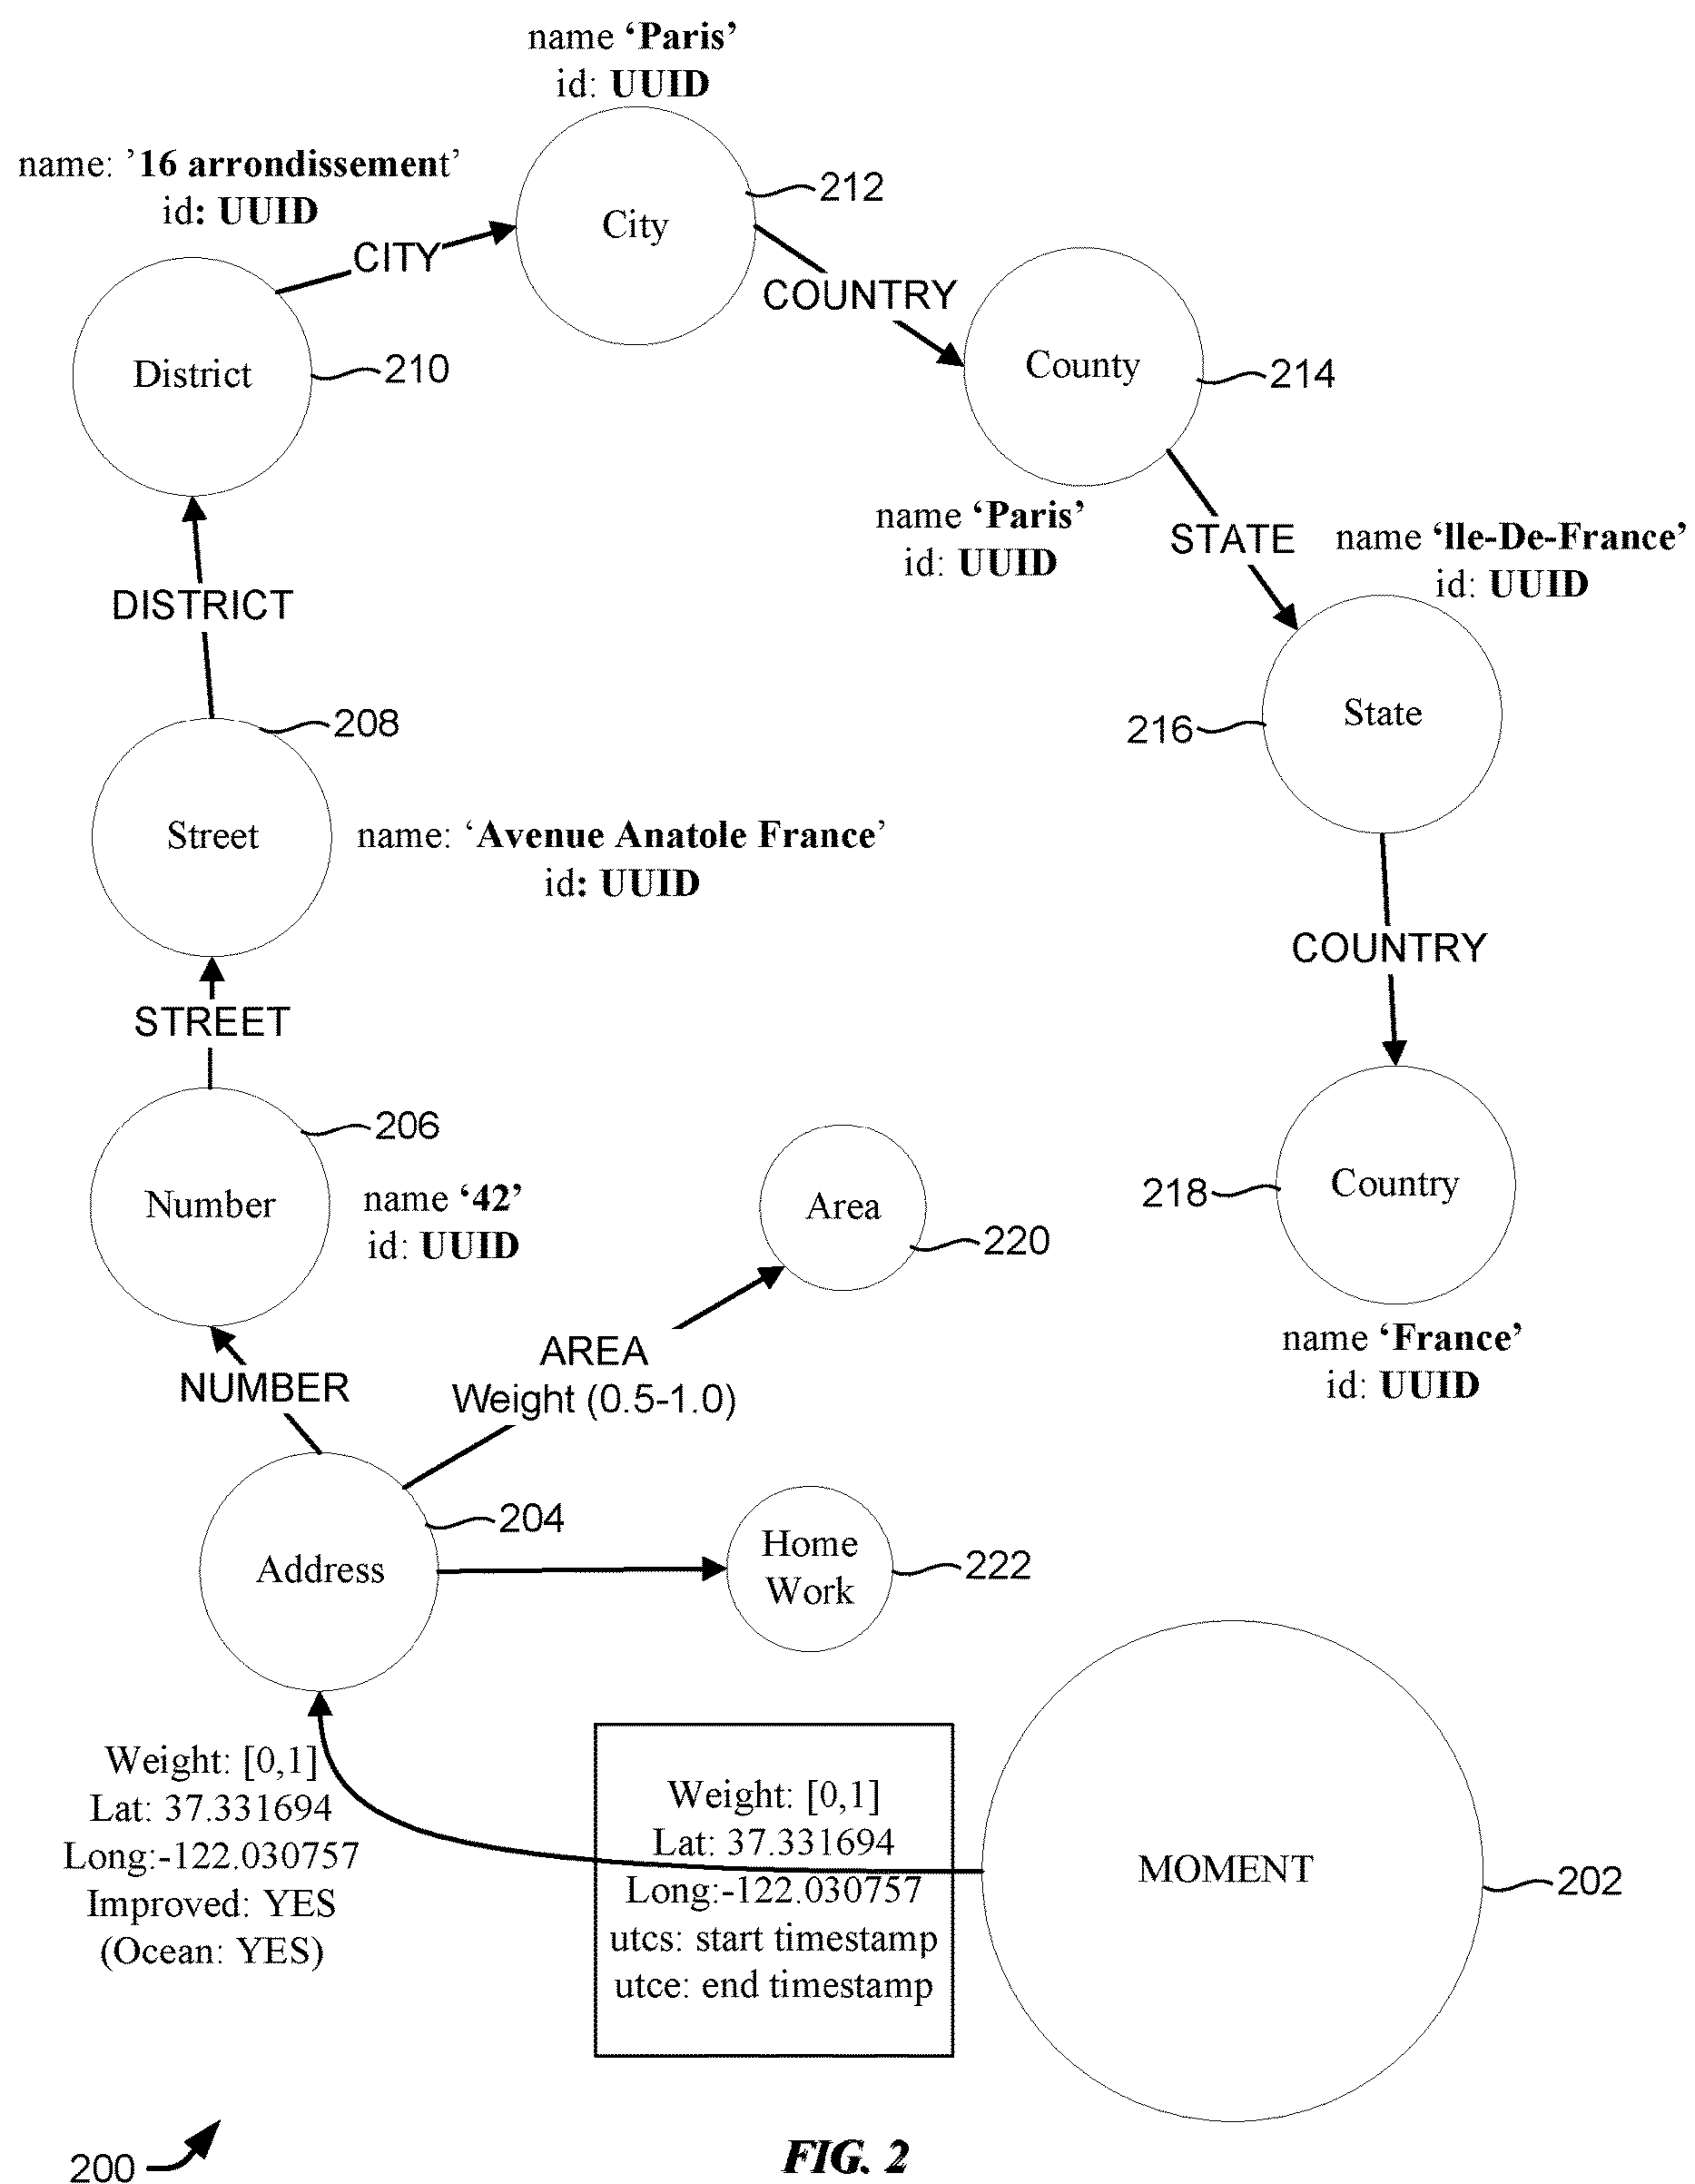 name ‘Paris’
id: UUID
name: ’16 arrondissement’
id: UUID
212
City
CITY
COUNTRY
County
District
210
214
name ‘Paris’
id: UUID
STATE
name ‘Ile-De-France’
id: UUID
DISTRICT
208
216
State
Street
name: ‘Avenue Anatole France’
id: UUID
COUNTRY
STREET
206
Number
name ‘42’
id: UUID
Area
220
218
Country
name ‘France’
id: UUID
AREA
Weight (0.5-1.0)
NUMBER
204
Address
Home
Work
222
Weight: [0,1]
Lat: 37.331694
Long:-122.030757
Improved: YES
(Ocean: YES)
Weight: [0,1]
Lat: 37.331694
Long:-122.030757
utcs: start timestamp
utce: end timestamp
MOMENT
202
200
FIG. 2